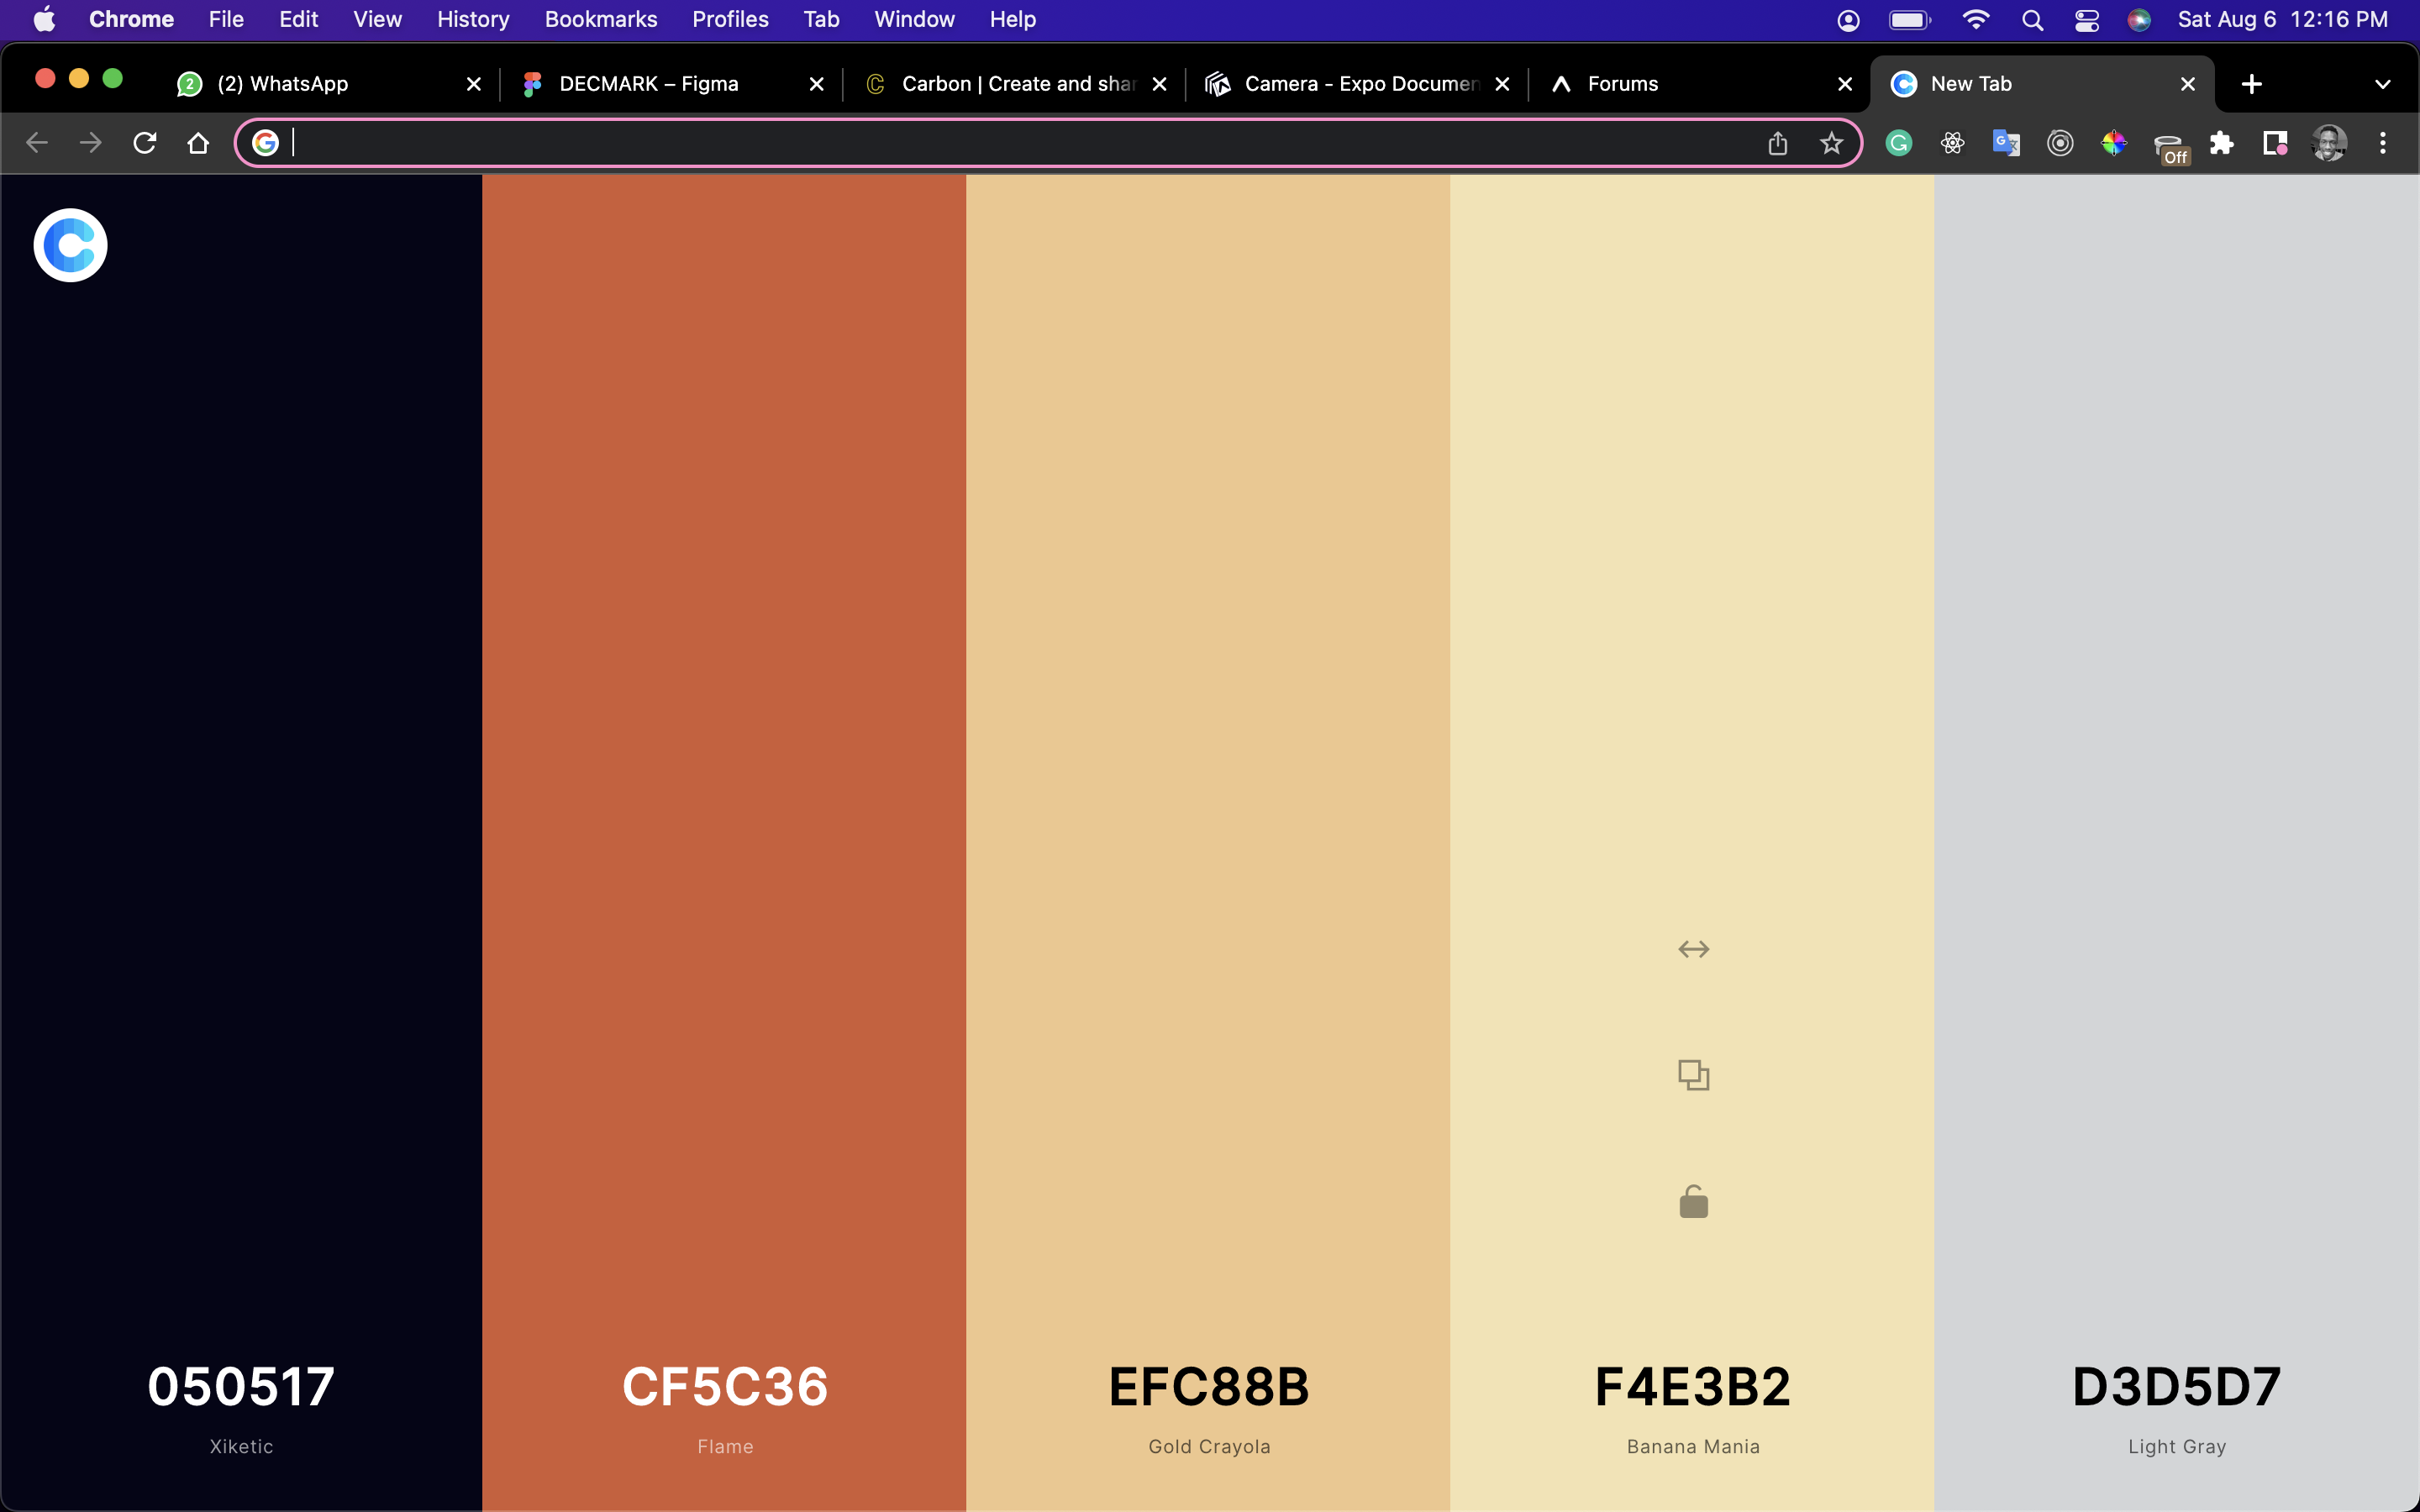 Chrome File Edit View History Bookmarks Profiles Tab Window Help Sat Aug 6 12:16 PM
2 (2) WhatsApp DECMARK – Figma Carbon | Create and shar Camera - Expo Documen Forums New Tab
Off
050517 CF5C36 EFC88B F4E3B2 D3D5D7
Xiketic Flame Gold Crayola Banana Mania Light Gray